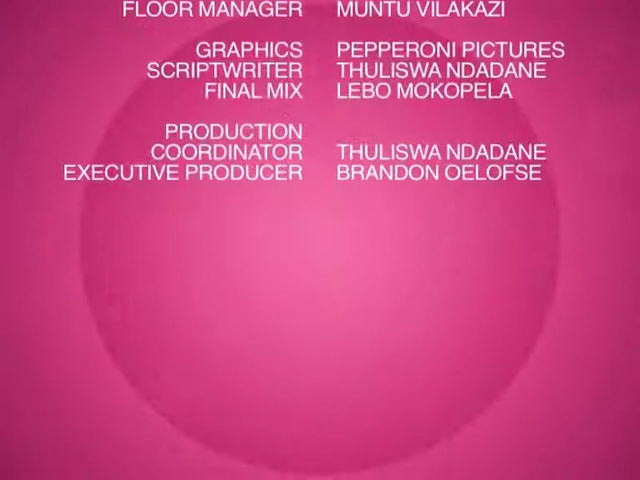 FLOOR MANAGER MUNTU VILAKAZI
GRAPHICS PEPPERONI PICTURES
SCRIPTWRITER THULISWA NDADANE
FINAL MIX LEBO MOKOPELA
PRODUCTION
COORDINATOR THULISWA NDADANE
EXECUTIVE PRODUCER BRANDON OELOFSE